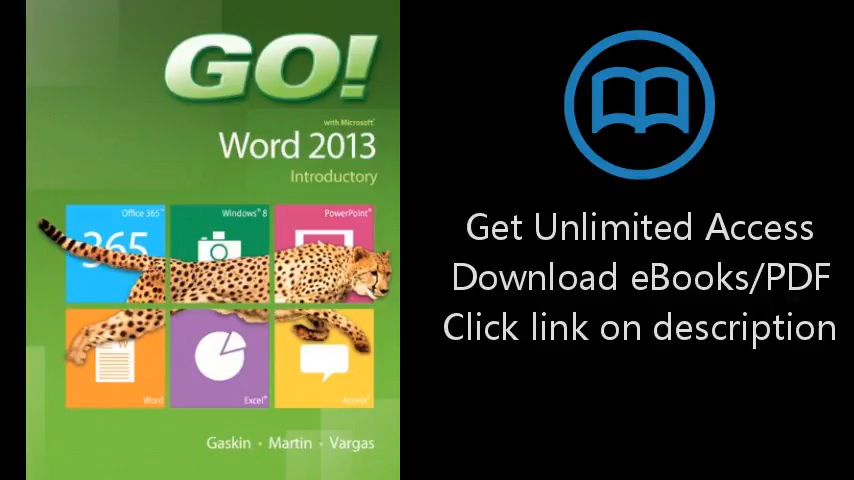 GO!
with Microsoft®
Word 2013
Introductory
Office 365™
Windows® 8
PowerPoint®
365
W
Word
Excel®
Access®
Gaskin • Martin • Vargas
Get Unlimited Access
Download eBooks/PDF
Click link on description